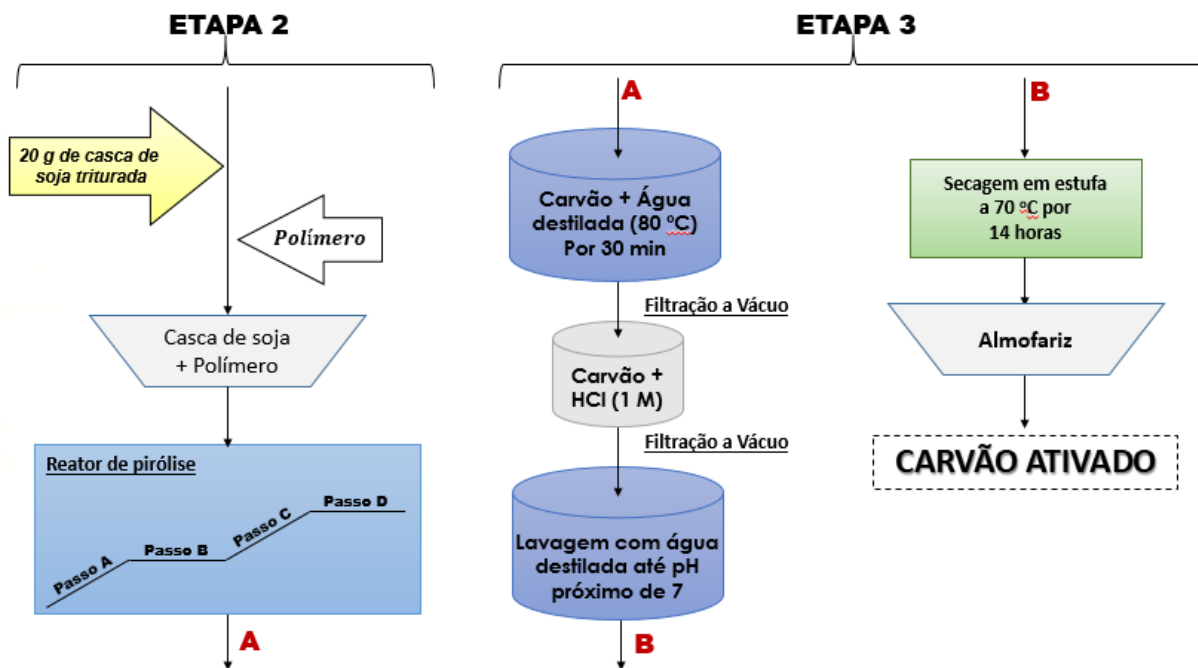 ETAPA 2
20 g de casca de
soja triturada
Polímero
Casca de soja
+ Polímero
Reator de pirólise
Passo A
Passo B
Passo C
Passo D
A
ETAPA 3
A
Carvão + Água
destilada (80 ºC)
Por 30 min
Filtração a Vácuo
Carvão +
HCl (1 M)
Filtração a Vácuo
Lavagem com água
destilada até pH
próximo de 7
B
B
Secagem em estufa
a 70 ºC por
14 horas
Almofariz
CARVÃO ATIVADO